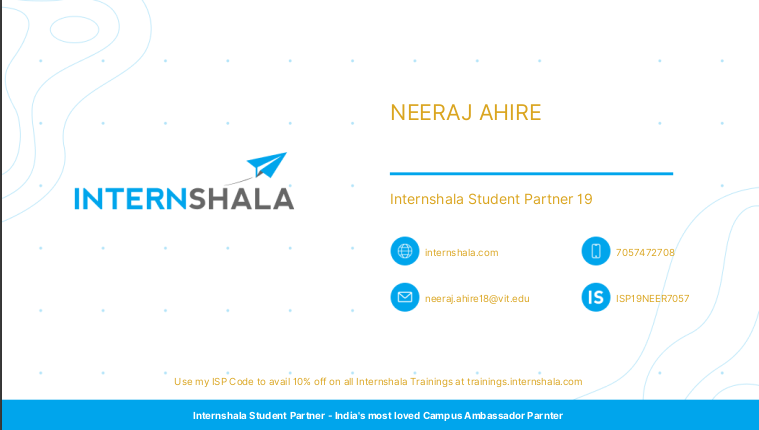 INTERNSHALA
NEERAJ AHIRE
Internshala Student Partner 19
internshala.com
7057472708
neeraj.ahire18@vit.edu
IS
ISP19NEER7057
Use my ISP Code to avail 10% off on all Internshala Trainings at trainings.internshala.com
Internshala Student Partner - India's most loved Campus Ambassador Parnter